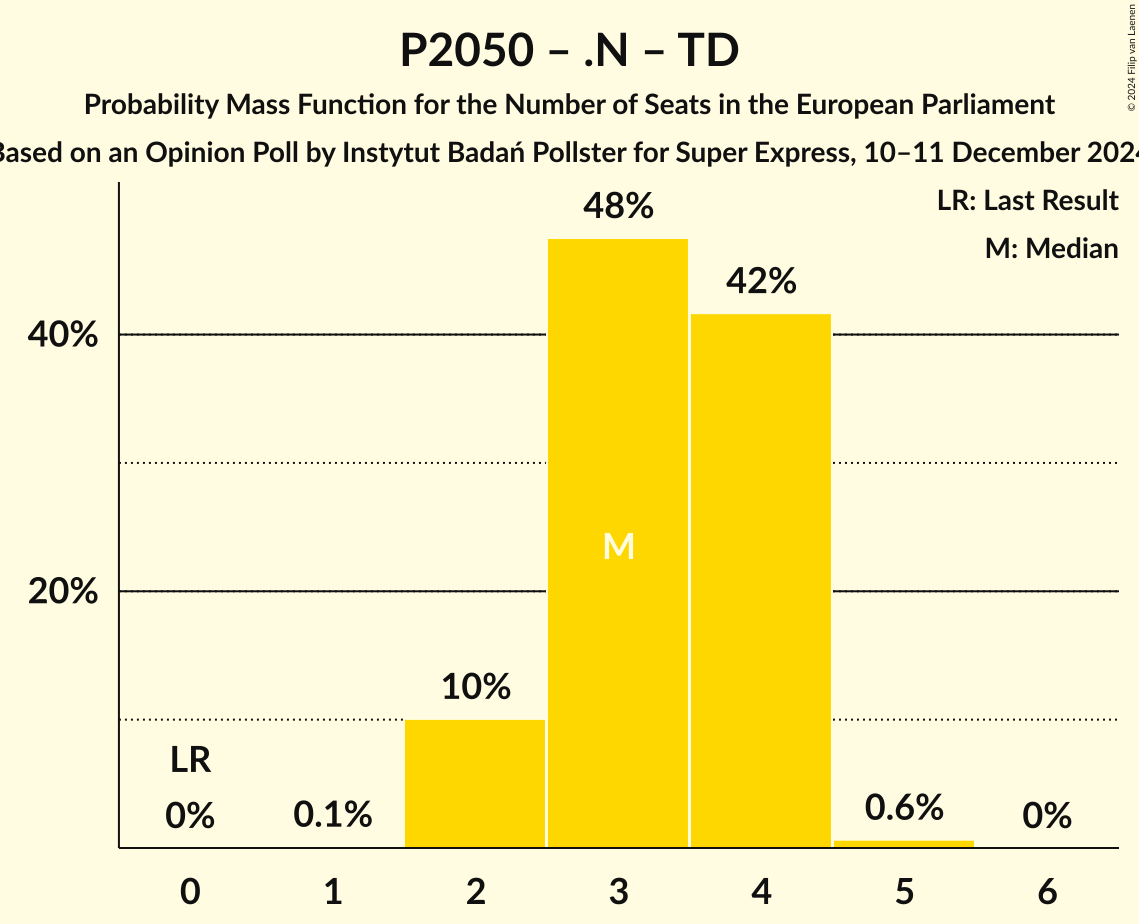 P2050 – .N – TD
Probability Mass Function for the Number of Seats in the European Parliament
Based on an Opinion Poll by Instytut Badań Pollster for Super Express, 10–11 December 2024
© 2024 Filip van Laenen
LR: Last Result
M: Median
48%
42%
40%
M
20%
10%
LR
0%
0.1%
0.6%
0%
0
1
2
3
4
5
6